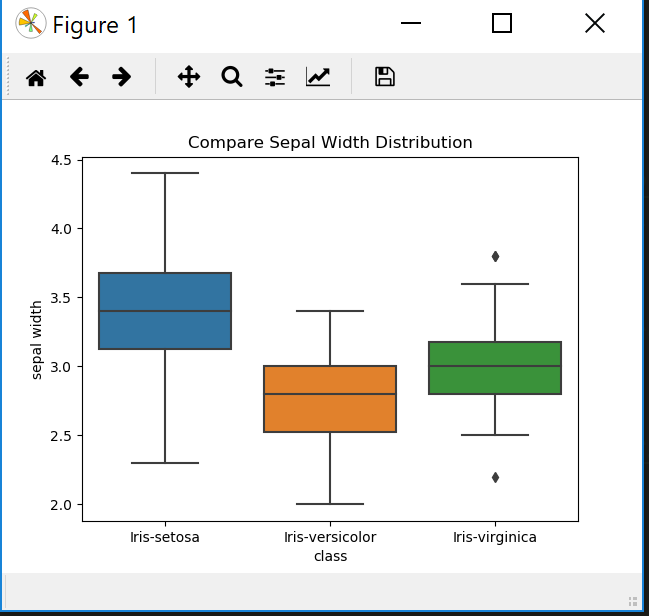 Figure 1
Compare Sepal Width Distribution
4.5
4.0
3.5
3.0
2.5
2.0
sepal width
Iris-setosa Iris-versicolor Iris-virginica
class